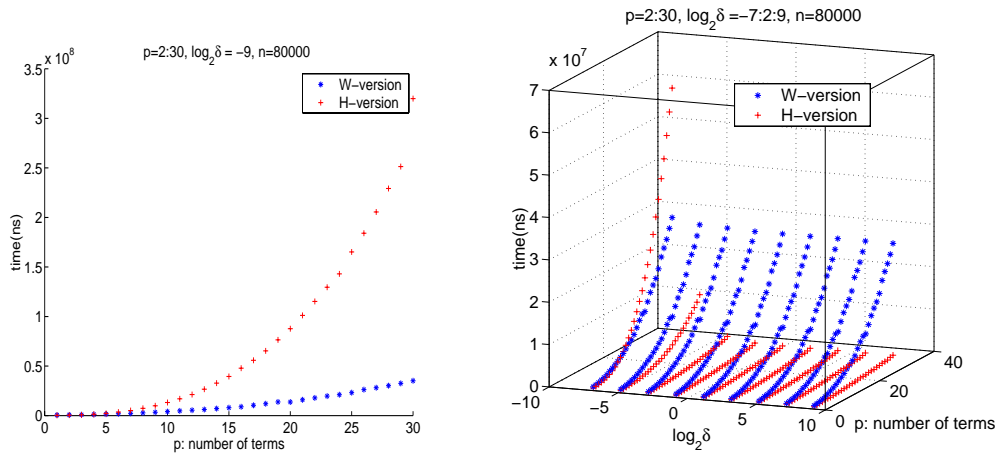 p=2:30, log₂δ = −9, n=80000
x 10⁸
3.5
3
2.5
2
1.5
1
0.5
0
time(ns)
W−version
H−version
0 5 10 15 20 25 30
p: number of terms
p=2:30, log₂δ =−7:2:9, n=80000
x 10⁷
7
6
5
4
3
2
1
0
time(ns)
W−version
H−version
−10 −5 0 5 10
log₂δ
0 20 40
p: number of terms